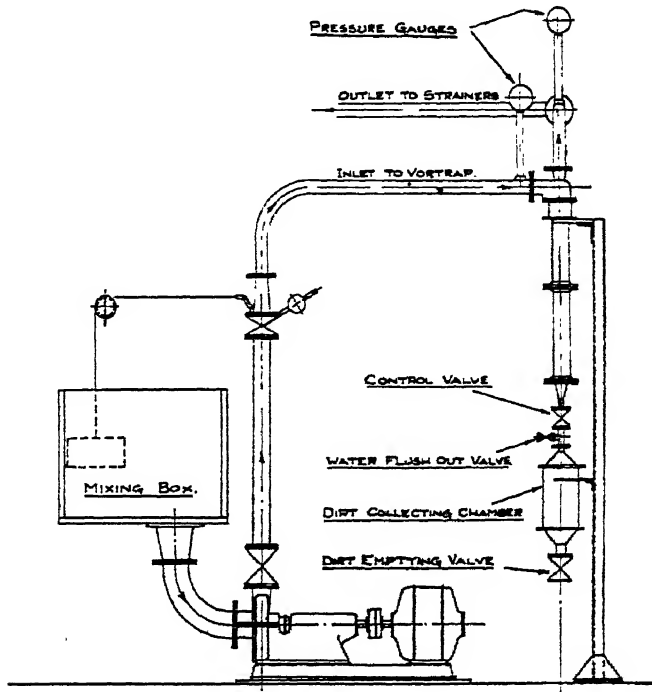 PRESSURE GAUGES
OUTLET TO STRAINERS
INLET TO VORTRAP.
CONTROL VALVE
WATER FLUSH OUT VALVE
MIXING BOX.
DIRT COLLECTING CHAMBER
DIRT EMPTYING VALVE